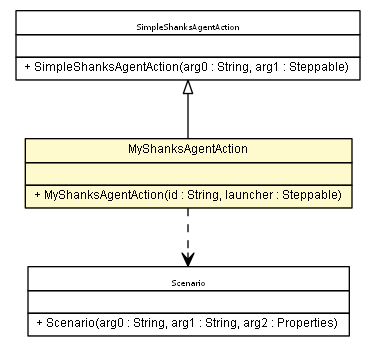 SimpleShanksAgentAction
+ SimpleShanksAgentAction(arg0 : String, arg1 : Steppable)
MyShanksAgentAction
+ MyShanksAgentAction(id : String, launcher : Steppable)
Scenario
+ Scenario(arg0 : String, arg1 : String, arg2 : Properties)